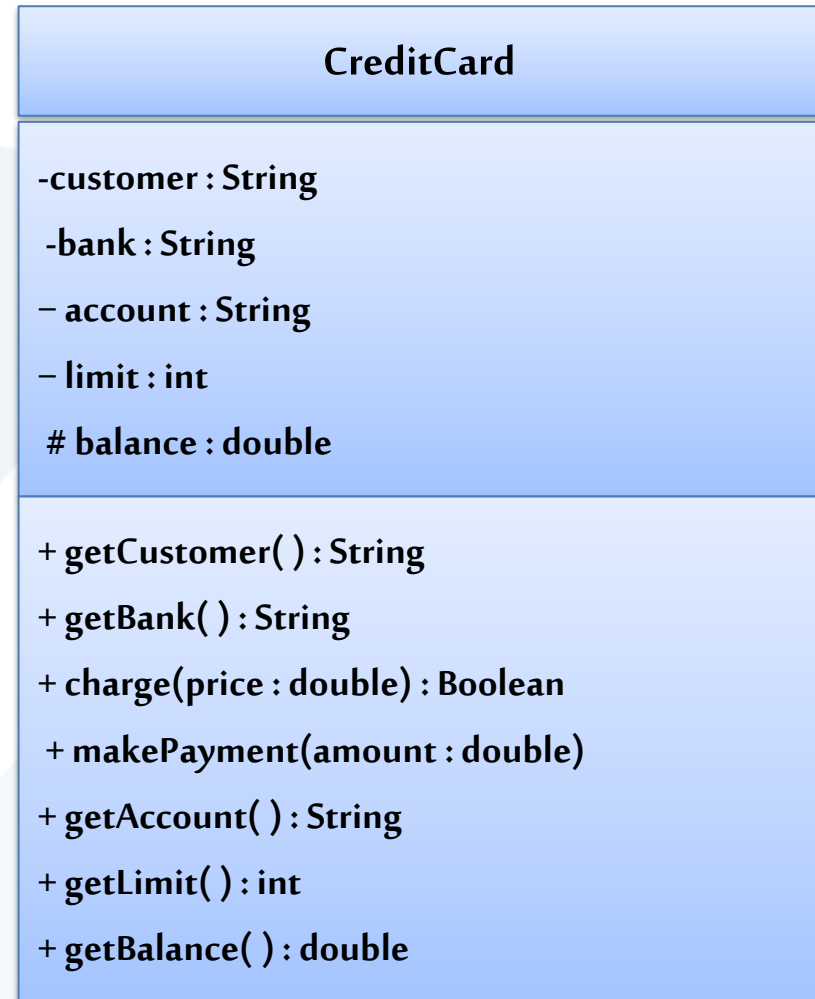 CreditCard
-customer : String
-bank : String
– account : String
– limit : int
# balance : double
+ getCustomer( ) : String
+ getBank( ) : String
+ charge(price : double) : Boolean
+ makePayment(amount : double)
+ getAccount( ) : String
+ getLimit( ) : int
+ getBalance( ) : double